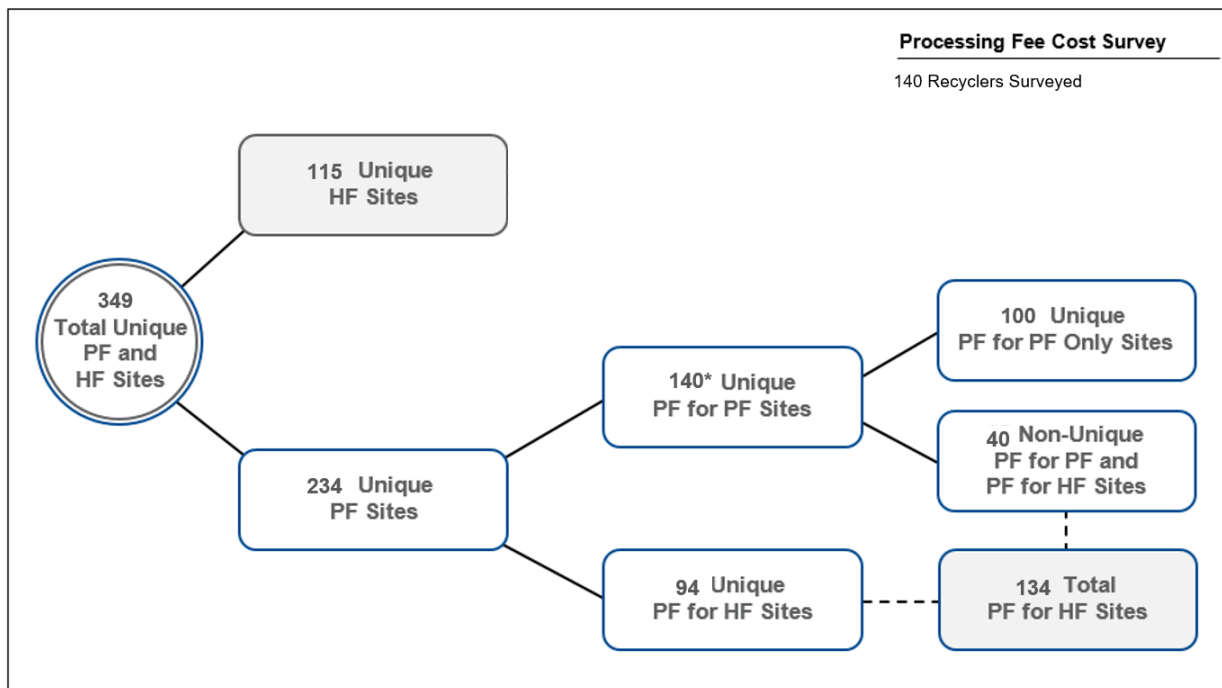 Processing Fee Cost Survey
140 Recyclers Surveyed
115 Unique
HF Sites
349
Total Unique
PF and
HF Sites
100 Unique
PF for PF Only Sites
140* Unique
PF for PF Sites
40 Non-Unique
PF for PF and
PF for HF Sites
234 Unique
PF Sites
94 Unique
PF for HF Sites
134 Total
PF for HF Sites